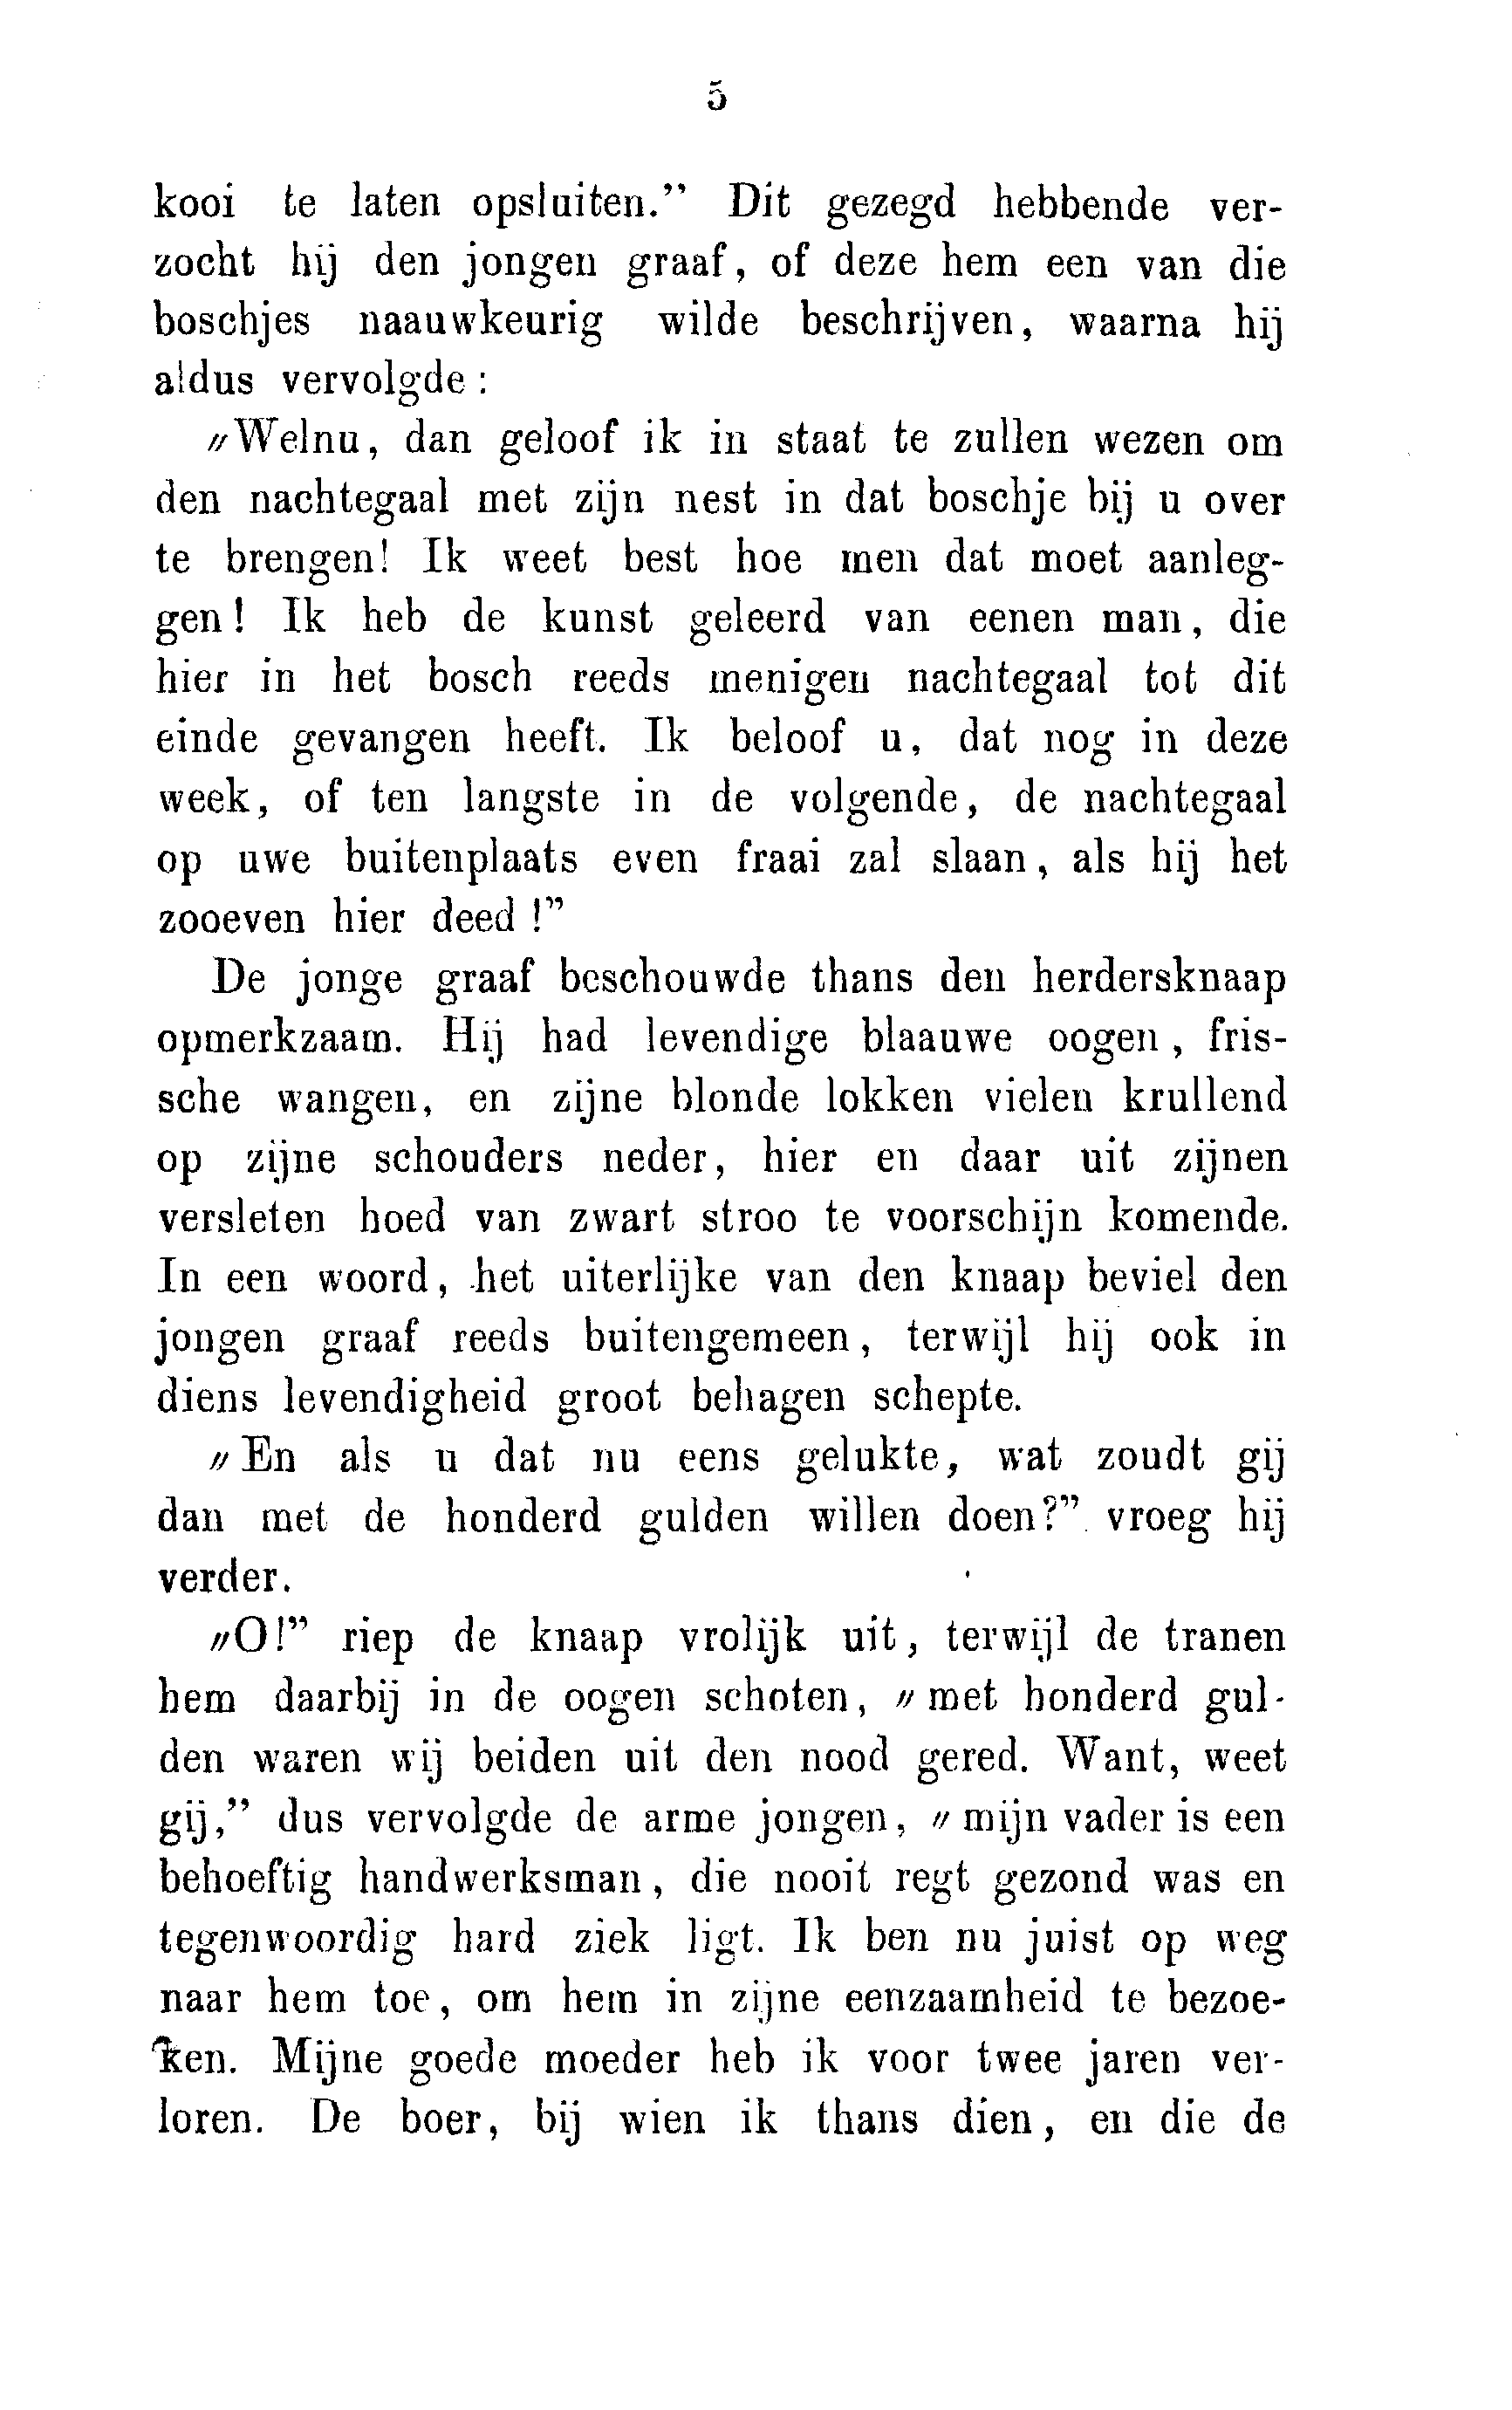 5
kooi te laten opsluiten.” Dit gezegd hebbende ver-
zocht hij den jongen graaf, of deze hem een van die
boschjes naauwkeurig wilde beschrijven, waarna hij
aldus vervolgde:
„Welnu, dan geloof ik in staat te zullen wezen om
den nachtegaal met zijn nest in dat boschje bij u over
te brengen! Ik weet best hoe men dat moet aanleg-
gen! Ik heb de kunst geleerd van eenen man, die
hier in het bosch reeds menigen nachtegaal tot dit
einde gevangen heeft. Ik beloof u, dat nog in deze
week, of ten langste in de volgende, de nachtegaal
op uwe buitenplaats even fraai zal slaan, als hij het
zooeven hier deed!”
De jonge graaf beschouwde thans den herdersknaap
opmerkzaam. Hij had levendige blaauwe oogen, fris-
sche wangen, en zijne blonde lokken vielen krullend
op zijne schouders neder, hier en daar uit zijnen
versleten hoed van zwart stroo te voorschijn komende.
In een woord, het uiterlijke van den knaap beviel den
jongen graaf reeds buitengemeen, terwijl hij ook in
diens levendigheid groot behagen schepte.
„En als u dat nu eens gelukte, wat zoudt gij
dan met de honderd gulden willen doen?” vroeg hij
verder.
„O!” riep de knaap vrolijk uit, terwijl de tranen
hem daarbij in de oogen schoten, „met honderd gul-
den waren wij beiden uit den nood gered. Want, weet
gij,” dus vervolgde de arme jongen, „mijn vader is een
behoeftig handwerksman, die nooit regt gezond was en
tegenwoordig hard ziek ligt. Ik ben nu juist op weg
naar hem toe, om hem in zijne eenzaamheid te bezoe-
ken. Mijne goede moeder heb ik voor twee jaren ver-
loren. De boer, bij wien ik thans dien, en die de